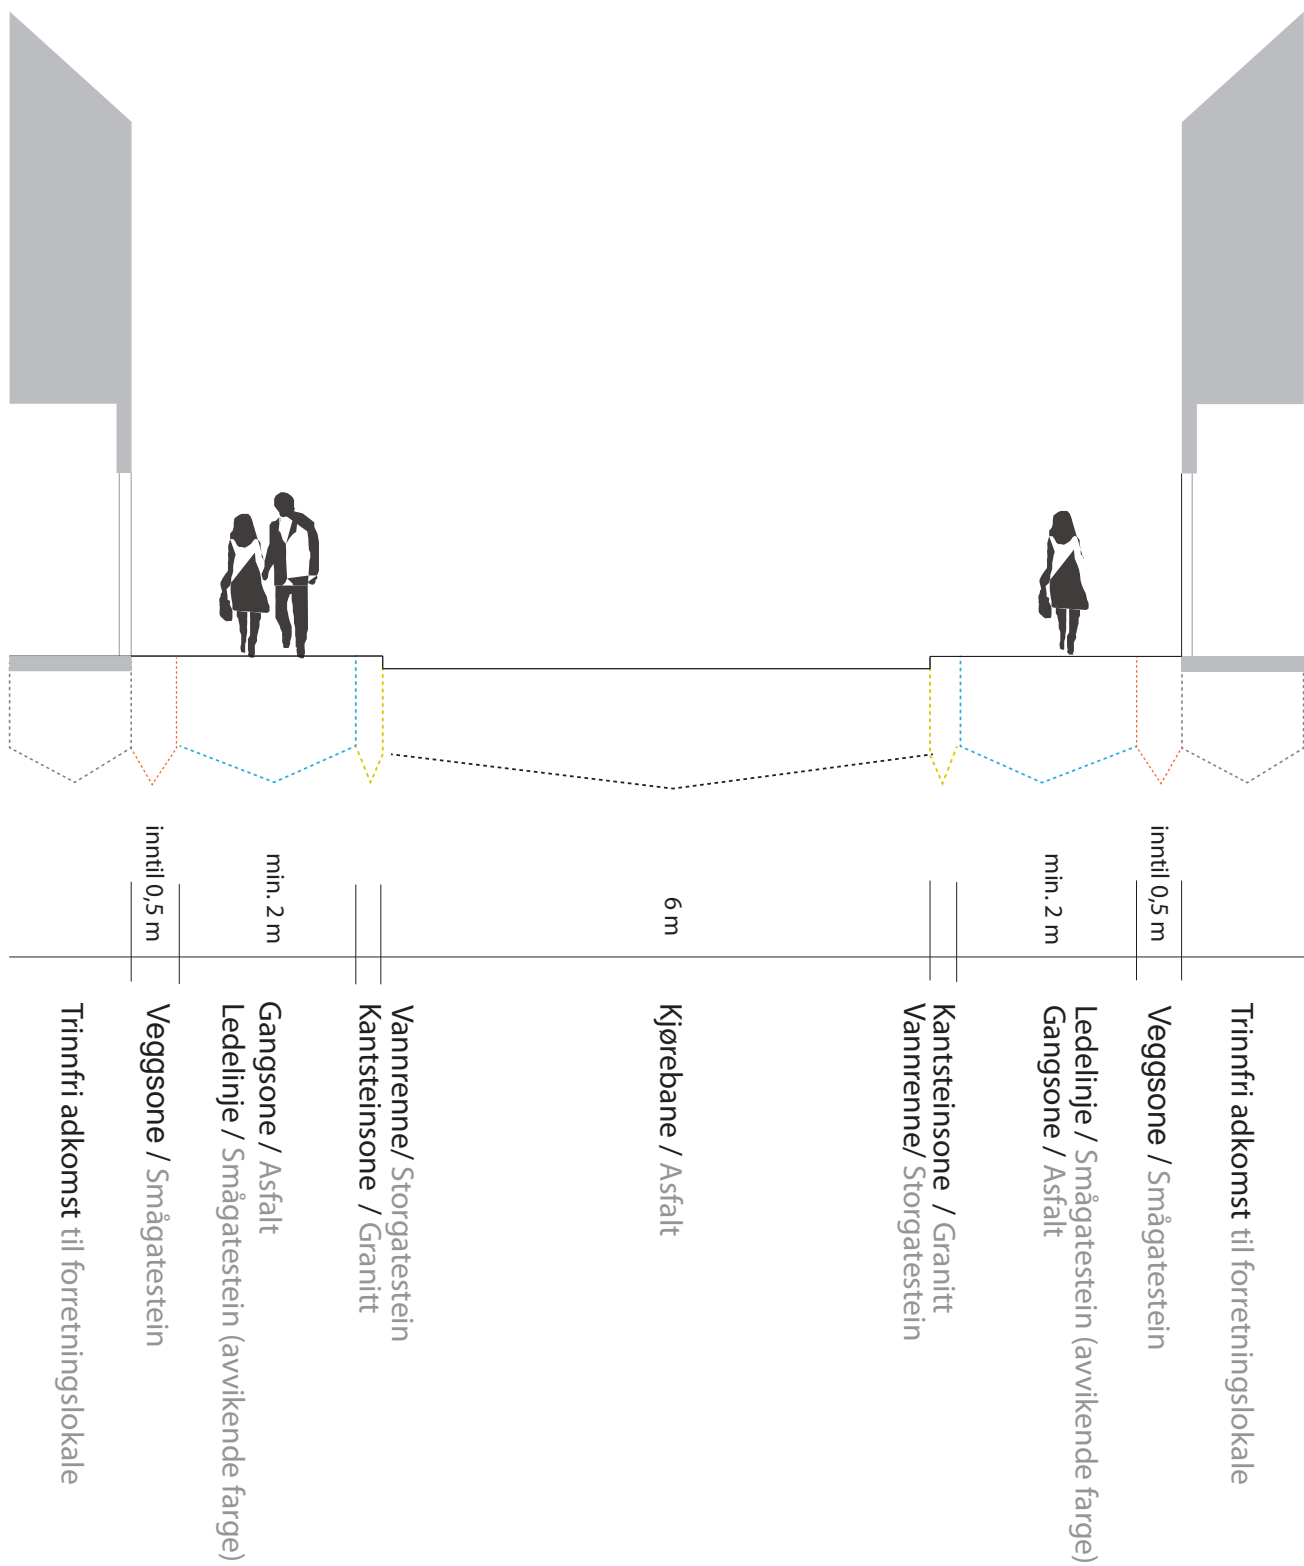 inntil 0,5 m
min. 2 m
6 m
min. 2 m
inntil 0,5 m
Trinnfri adkomst til forretningslokale
Veggsone / Smågatestein
Gangsone / Asfalt
Ledelinje / Smågatestein (avvikende farge)
Vannrenne/ Storgatestein
Kantsteinsone / Granitt
Kjørebane / Asfalt
Kantsteinsone / Granitt
Vannrenne/ Storgatestein
Ledelinje / Smågatestein (avvikende farge)
Gangsone / Asfalt
Veggsone / Smågatestein
Trinnfri adkomst til forretningslokale